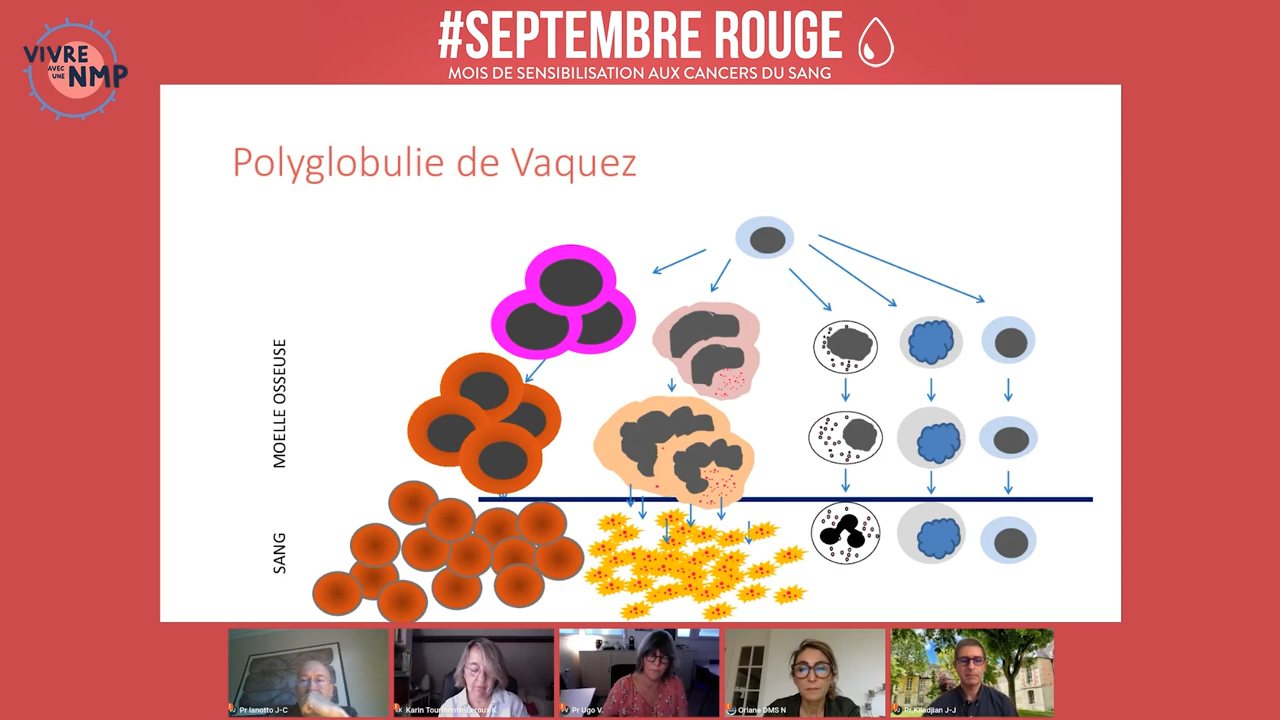 VIVRE
AVEC
UNE
NMP
#SEPTEMBRE ROUGE
MOIS DE SENSIBILISATION AUX CANCERS DU SANG
Polyglobulie de Vaquez
MOELLE OSSEUSE
SANG
Pr Ianotto J-C
Pr Ugo V.
Oriane DMS N
Pr Kiladjian J-J